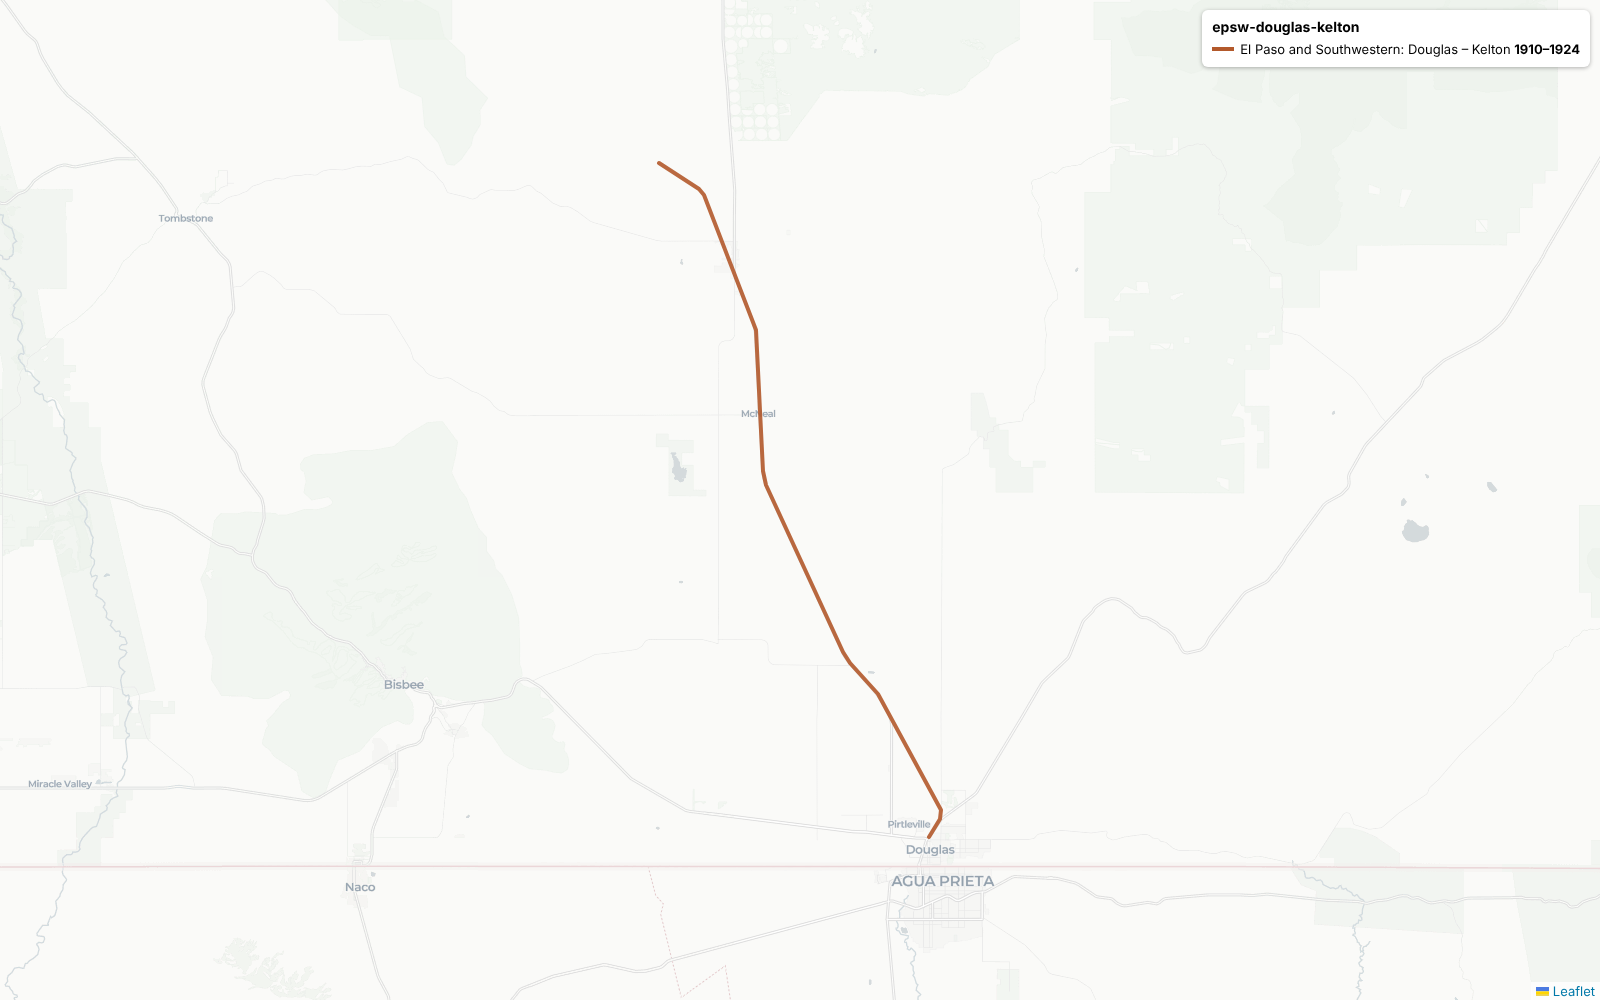 epsw-douglas-kelton
El Paso and Southwestern: Douglas – Kelton 1910–1924
Tombstone
McNeal
Bisbee
Miracle Valley
Pirtleville
Douglas
AGUA PRIETA
Naco
Leaflet